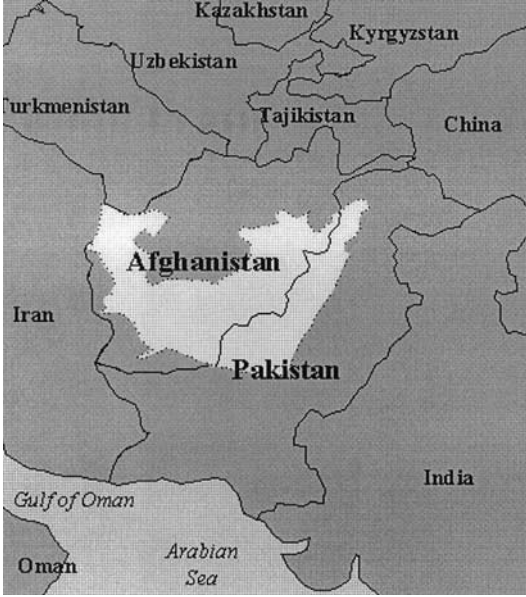 Kazakhstan
Kyrgyzstan
Uzbekistan
Turkmenistan
Tajikistan
China
Afghanistan
Iran
Pakistan
India
Gulf of Oman
Arabian
Sea
Oman